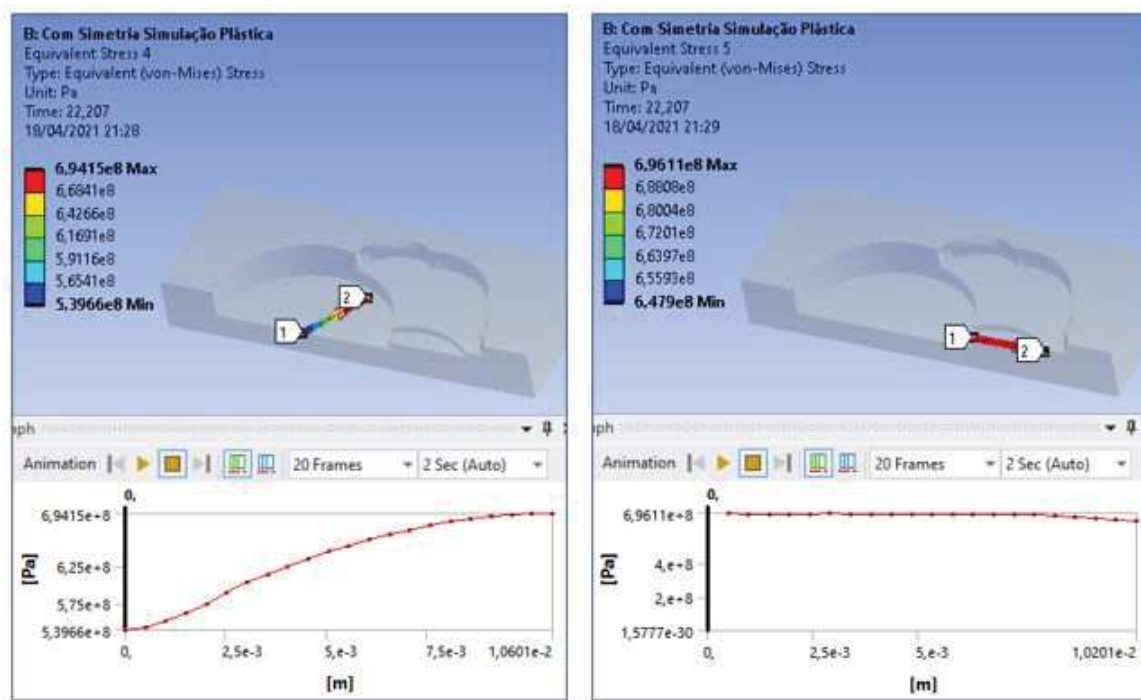 B: Com Simetria Simulação Plástica
Equivalent Stress 4
Type: Equivalent (von-Mises) Stress
Unit: Pa
Time: 22,207
18/04/2021 21:28
6,9415e8 Max
6,6841e8
6,4266e8
6,1691e8
5,9116e8
5,6541e8
5,3966e8 Min
1
2
ph
Animation
20 Frames
2 Sec (Auto)
0,
6,9415e+8
6,25e+8
5,75e+8
5,3966e+8
[Pa]
0,
2,5e-3
5,e-3
7,5e-3
1,0601e-2
[m]
B: Com Simetria Simulação Plástica
Equivalent Stress 5
Type: Equivalent (von-Mises) Stress
Unit: Pa
Time: 22,207
18/04/2021 21:29
6,9611e8 Max
6,8808e8
6,8004e8
6,7201e8
6,6397e8
6,5593e8
6,479e8 Min
1
2
ph
Animation
20 Frames
2 Sec (Auto)
0,
6,9611e+8
4,e+8
2,e+8
1,5777e-30
[Pa]
0,
2,5e-3
5,e-3
1,0201e-2
[m]